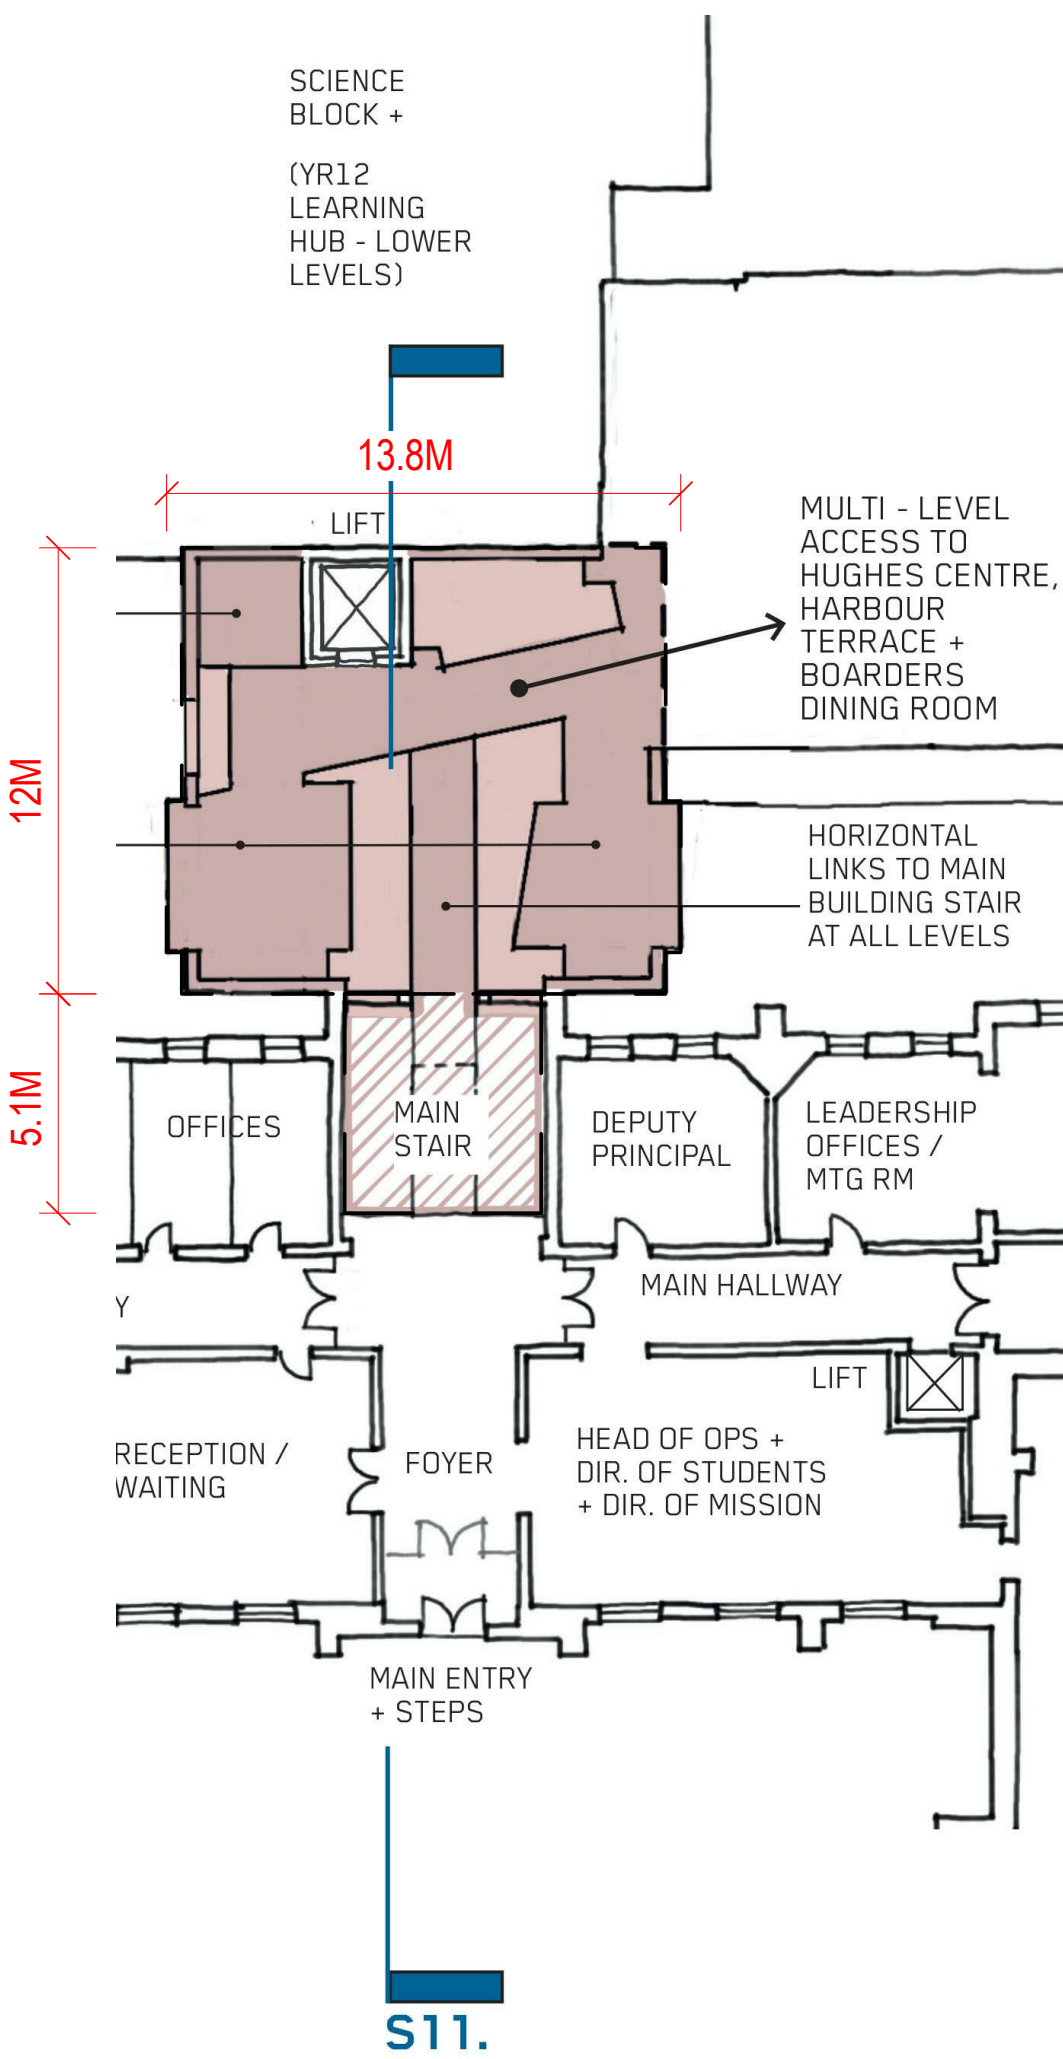 SCIENCE
BLOCK +
(YR12
LEARNING
HUB - LOWER
LEVELS)
13.8M
LIFT
MULTI - LEVEL
ACCESS TO
HUGHES CENTRE,
HARBOUR
TERRACE +
BOARDERS
DINING ROOM
12M
HORIZONTAL
LINKS TO MAIN
BUILDING STAIR
AT ALL LEVELS
5.1M
OFFICES
MAIN
STAIR
DEPUTY
PRINCIPAL
LEADERSHIP
OFFICES /
MTG RM
Y
MAIN HALLWAY
LIFT
RECEPTION /
WAITING
FOYER
HEAD OF OPS +
DIR. OF STUDENTS
+ DIR. OF MISSION
MAIN ENTRY
+ STEPS
S11.